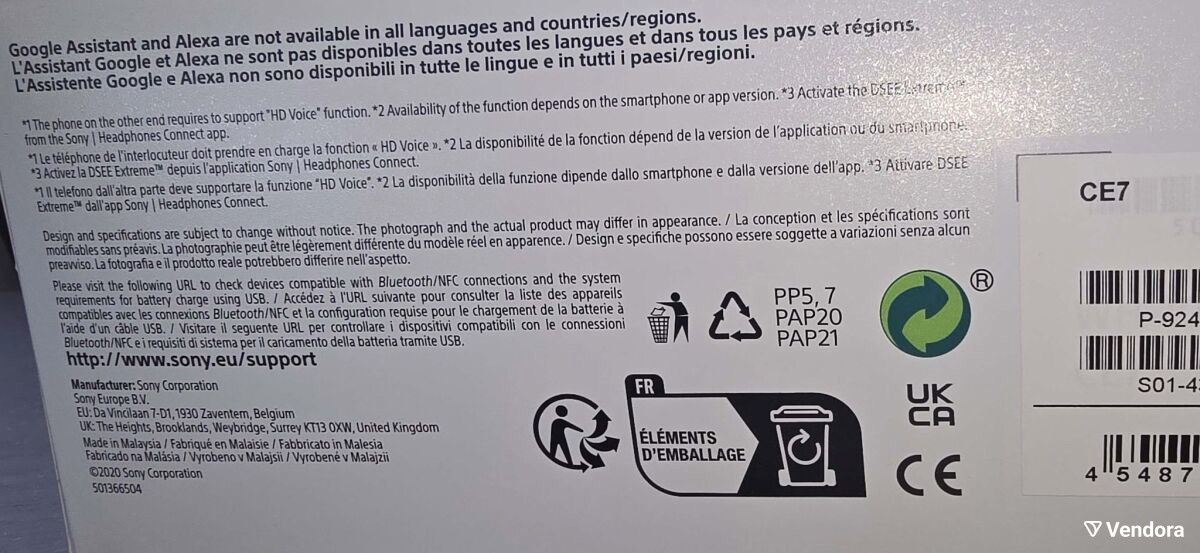 Google Assistant and Alexa are not available in all languages and countries/regions.
L'Assistant Google et Alexa ne sont pas disponibles dans toutes les langues et dans tous les pays et régions.
L'Assistente Google e Alexa non sono disponibili in tutte le lingue e in tutti i paesi/regioni.
*1 The phone on the other end requires to support "HD Voice" function. *2 Availability of the function depends on the smartphone or app version. *3 Activate the DSEE Extreme™
from the Sony | Headphones Connect app.
*1 Le téléphone de l'interlocuteur doit prendre en charge la fonction « HD Voice ». *2 La disponibilité de la fonction dépend de la version de l'application ou du smartphone.
*3 Activez la DSEE Extreme™ depuis l'application Sony | Headphones Connect.
*1 Il telefono dall'altra parte deve supportare la funzione "HD Voice". *2 La disponibilità della funzione dipende dallo smartphone e dalla versione dell'app. *3 Attivare DSEE
Extreme™ dall'app Sony | Headphones Connect.
Design and specifications are subject to change without notice. The photograph and the actual product may differ in appearance. / La conception et les spécifications sont
modifiables sans préavis. La photographie peut être légèrement différente du modèle réel en apparence. / Design e specifiche possono essere soggette a variazioni senza alcun
preavviso. La fotografia e il prodotto reale potrebbero differire nell'aspetto.
Please visit the following URL to check devices compatible with Bluetooth/NFC connections and the system
requirements for battery charge using USB. / Accédez à l'URL suivante pour consulter la liste des appareils
compatibles avec les connexions Bluetooth/NFC et la configuration requise pour le chargement de la batterie à
l'aide d'un câble USB. / Visitare il seguente URL per controllare i dispositivi compatibili con le connessioni
Bluetooth/NFC e i requisiti di sistema per il caricamento della batteria tramite USB.
http://www.sony.eu/support
Manufacturer: Sony Corporation
Sony Europe B.V.
EU: Da Vincilaan 7-D1, 1930 Zaventem, Belgium
UK: The Heights, Brooklands, Weybridge, Surrey KT13 0XW, United Kingdom
Made in Malaysia / Fabriqué en Malaisie / Fabbricato in Malesia
Fabricado na Malásia / Vyrobeno v Malajsii / Vyrobené v Malajzii
©2020 Sony Corporation
501366504
PP5, 7
PAP20
PAP21
®
FR
ÉLÉMENTS
D'EMBALLAGE
UK
CA
CE
CE7
P-924
S01-4
4 5487
Vendora